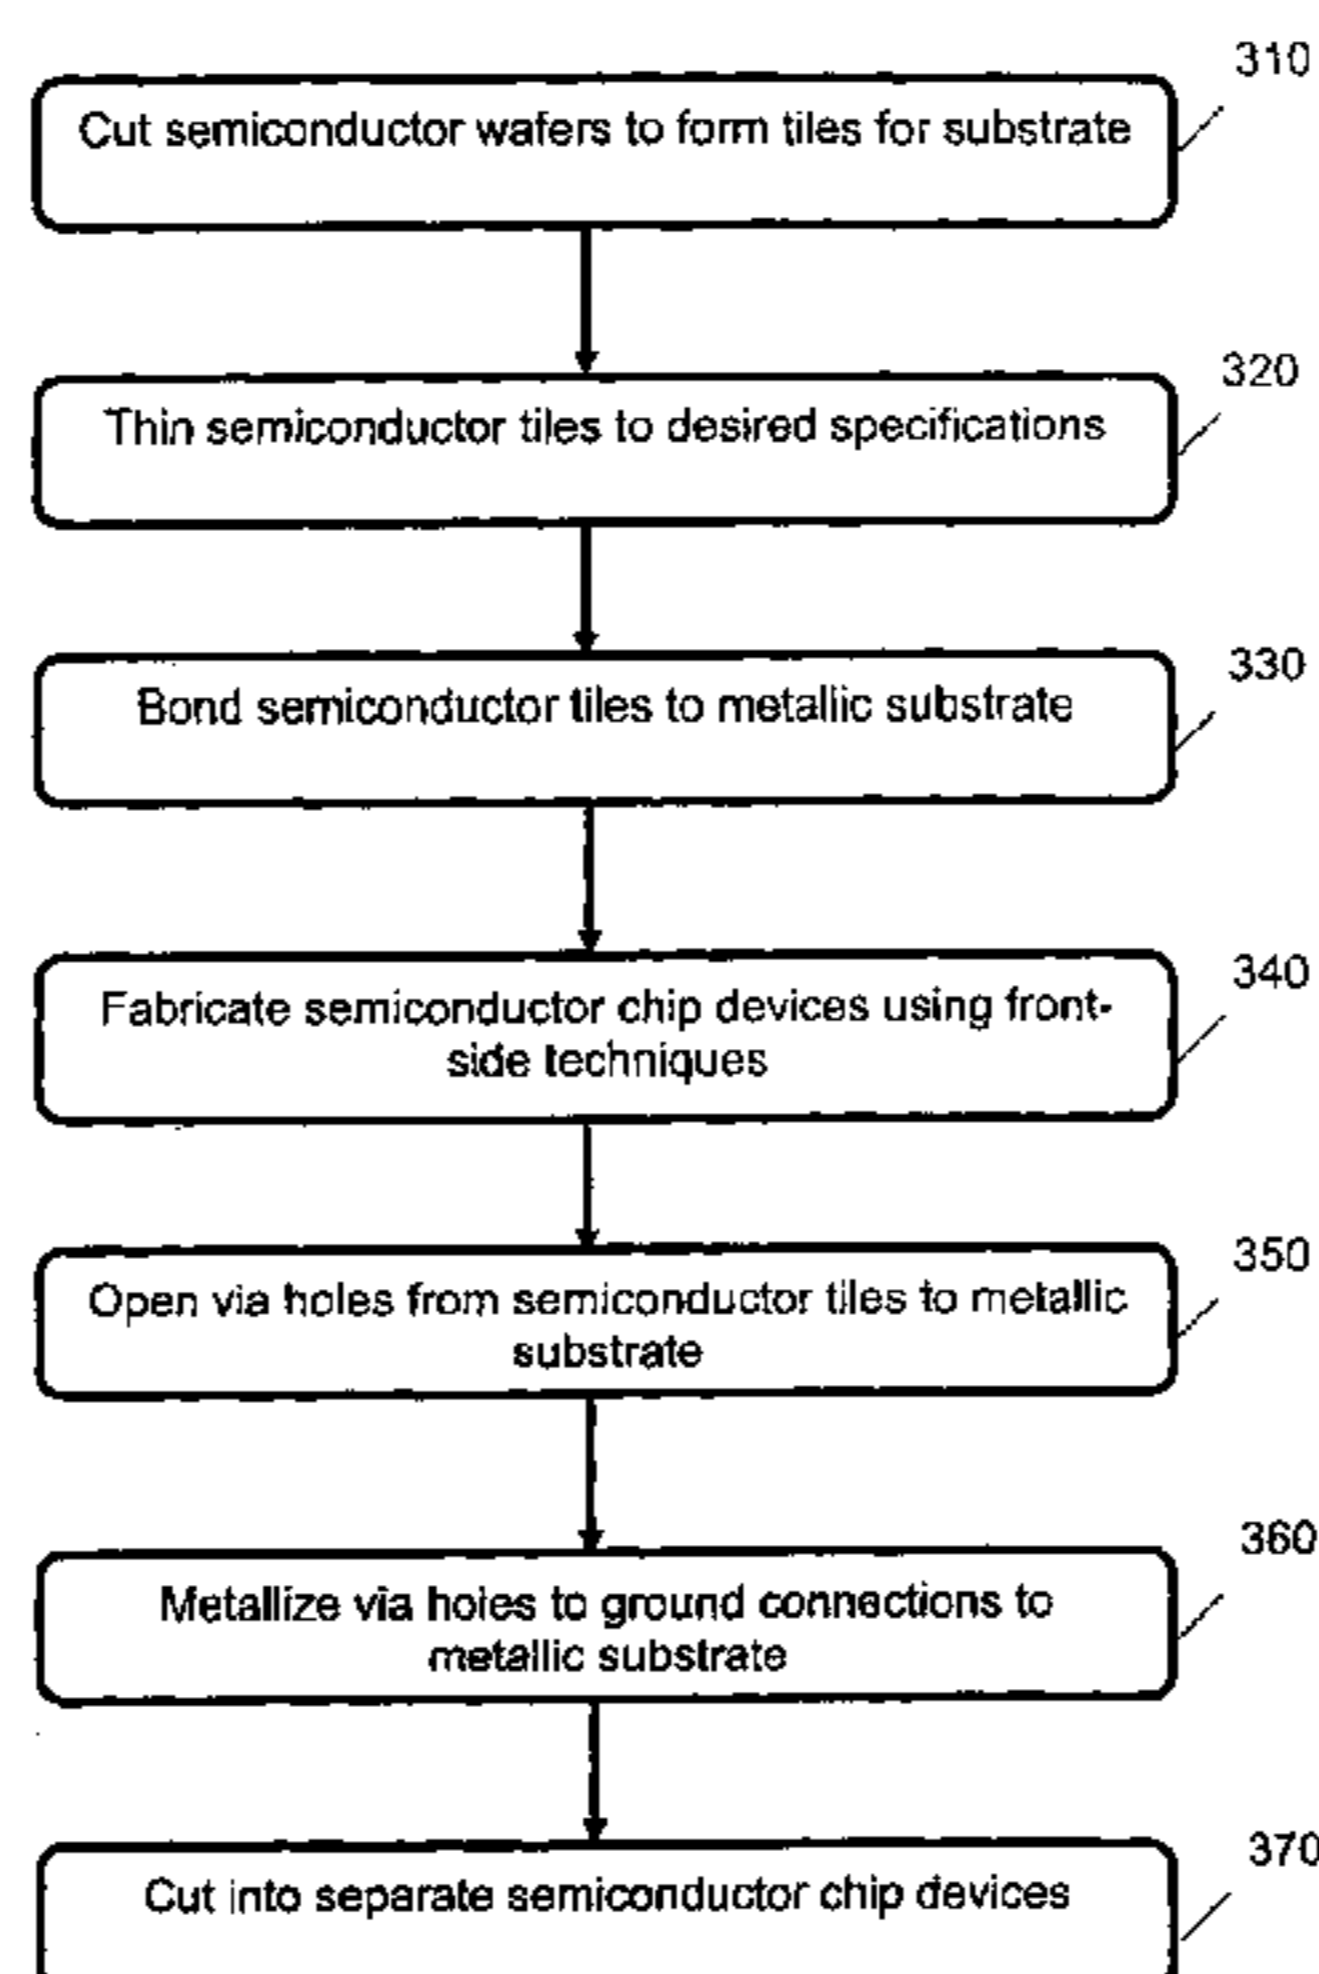 310
Cut semiconductor wafers to form tiles for substrate
320
Thin semiconductor tiles to desired specifications
330
Bond semiconductor tiles to metallic substrate
340
Fabricate semiconductor chip devices using front-
side techniques
350
Open via holes from semiconductor tiles to metallic
substrate
360
Metallize via holes to ground connections to
metallic substrate
370
Cut into separate semiconductor chip devices